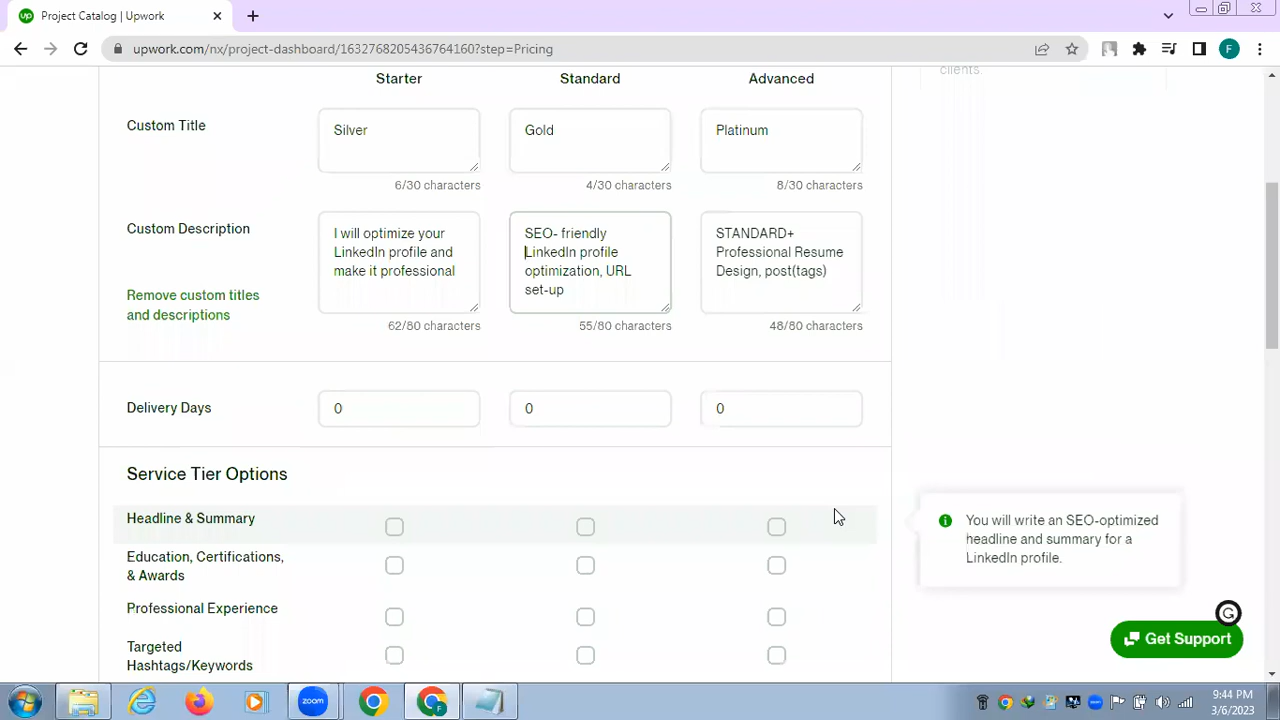 Project Catalog | Upwork
upwork.com/nx/project-dashboard/1632768205436764160?step=Pricing
F
clients.
Starter Standard Advanced
Custom Title Silver Gold Platinum
6/30 characters 4/30 characters 8/30 characters
Custom Description
I will optimize your
LinkedIn profile and
make it professional
SEO- friendly
LinkedIn profile
optimization, URL
set-up
STANDARD+
Professional Resume
Design, post(tags)
Remove custom titles
and descriptions
62/80 characters 55/80 characters 48/80 characters
Delivery Days 0 0 0
Service Tier Options
Headline & Summary
Education, Certifications,
& Awards
Professional Experience
Targeted
Hashtags/Keywords
You will write an SEO-optimized
headline and summary for a
LinkedIn profile.
Get Support
zoom
9:44 PM
3/6/2023